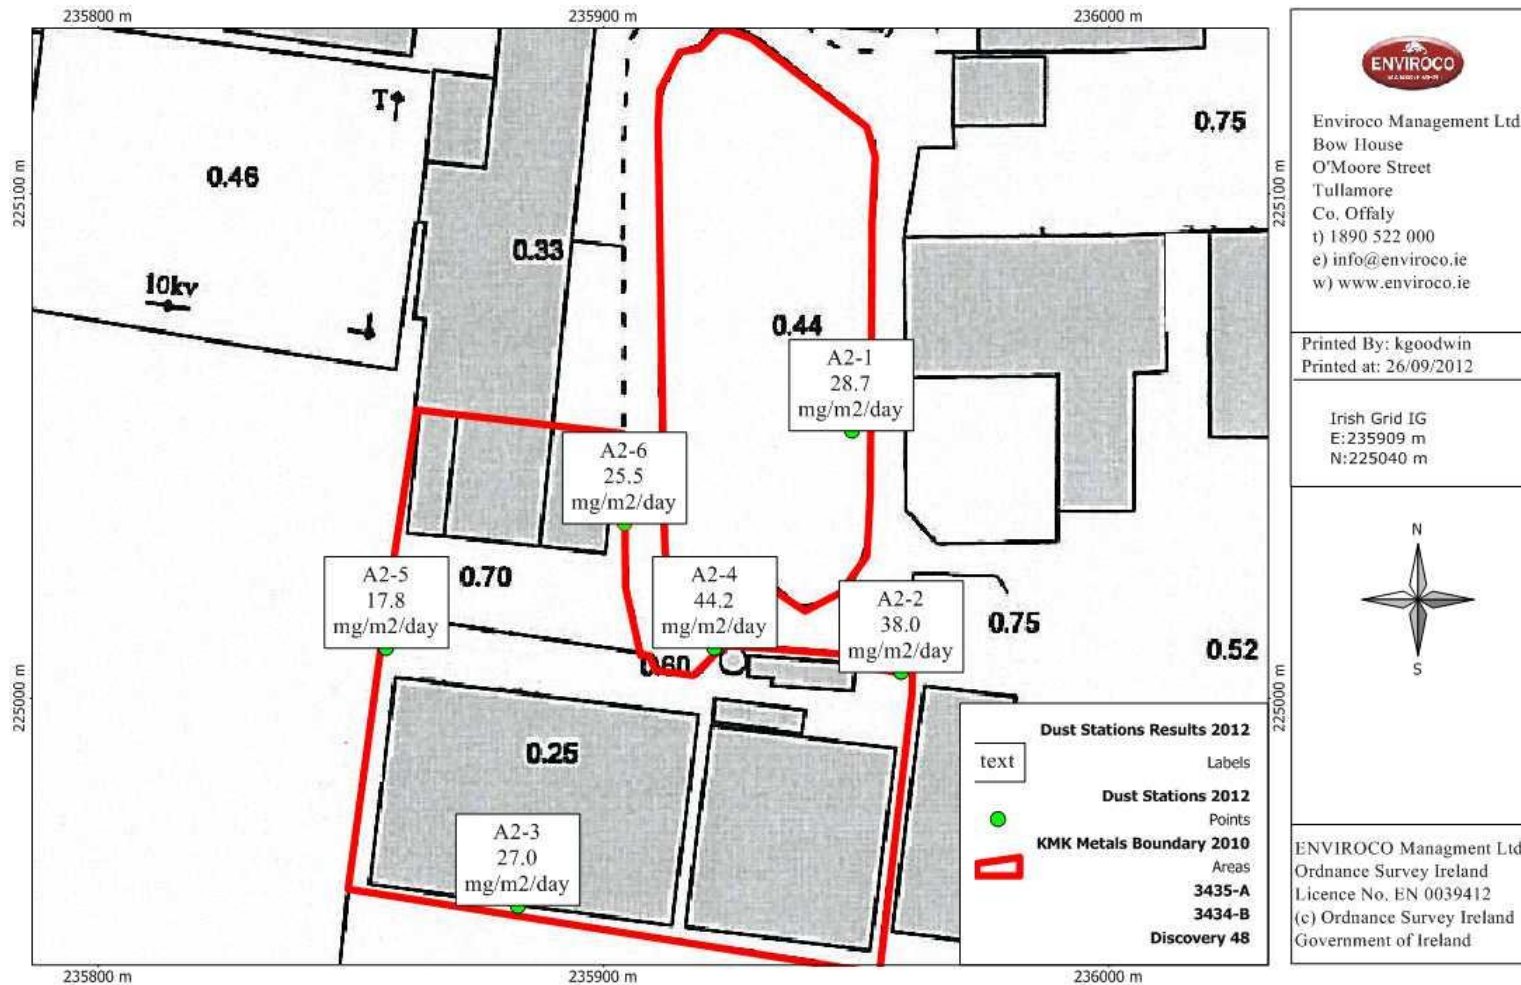 235800 m
235900 m
236000 m
225100 m
225000 m
225100 m
225000 m
T
0.46
10kv
0.33
0.44
0.75
A2-1
28.7
mg/m2/day
A2-6
25.5
mg/m2/day
A2-5
17.8
mg/m2/day
0.70
A2-4
44.2
mg/m2/day
A2-2
38.0
mg/m2/day
0.75
0.52
0.60
0.25
A2-3
27.0
mg/m2/day
Dust Stations Results 2012
text
Labels
Dust Stations 2012
Points
KMK Metals Boundary 2010
Areas
3435-A
3434-B
Discovery 48
235800 m
235900 m
236000 m
ENVIROCO
Enviroco Management Ltd
Bow House
O'Moore Street
Tullamore
Co. Offaly
t) 1890 522 000
e) info@enviroco.ie
w) www.enviroco.ie
Printed By: kgoodwin
Printed at: 26/09/2012
Irish Grid IG
E:235909 m
N:225040 m
N
S
ENVIROCO Managment Ltd
Ordnance Survey Ireland
Licence No. EN 0039412
(c) Ordnance Survey Ireland
Government of Ireland